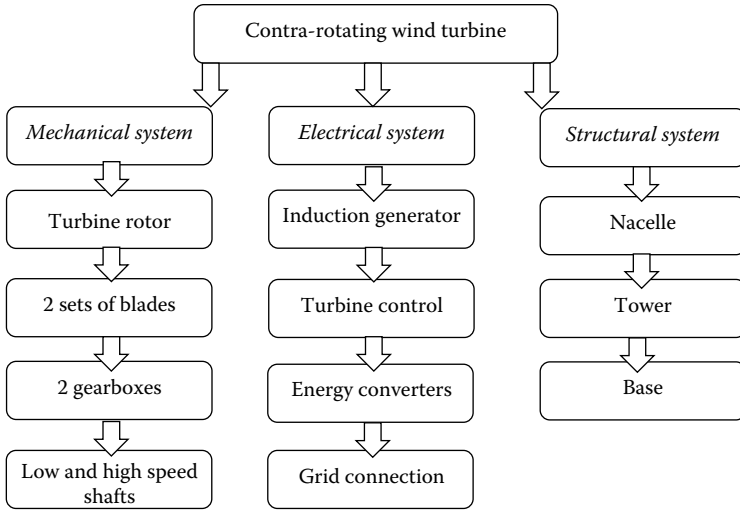 Contra-rotating wind turbine
Mechanical system
Electrical system
Structural system
Turbine rotor
Induction generator
Nacelle
2 sets of blades
Turbine control
Tower
2 gearboxes
Energy converters
Base
Low and high speed
shafts
Grid connection